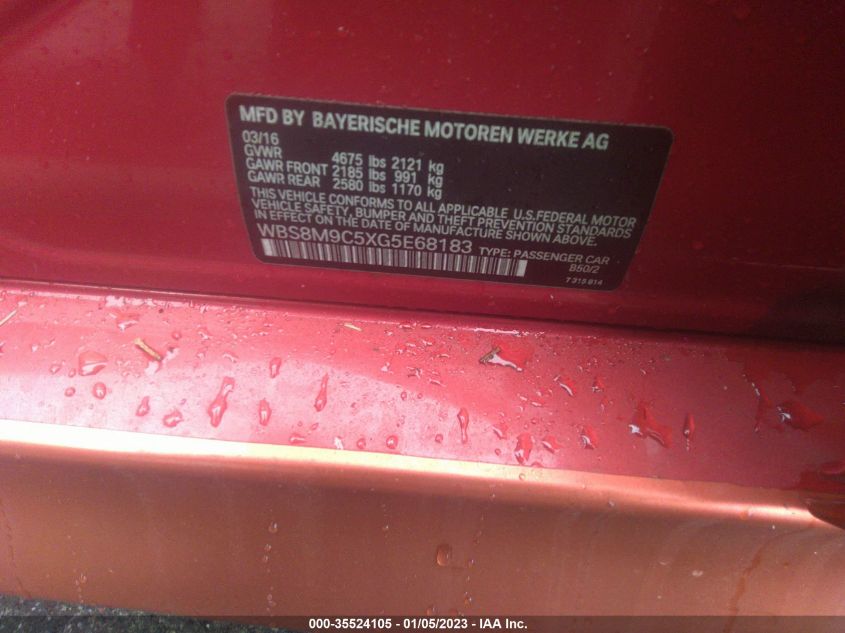 MFD BY BAYERISCHE MOTOREN WERKE AG
03/16
GVWR 4675 lbs 2121 kg
GAWR FRONT 2185 lbs 991 kg
GAWR REAR 2580 lbs 1170 kg
THIS VEHICLE CONFORMS TO ALL APPLICABLE U.S.FEDERAL MOTOR
VEHICLE SAFETY, BUMPER AND THEFT PREVENTION STANDARDS
IN EFFECT ON THE DATE OF MANUFACTURE SHOWN ABOVE.
WBS8M9C5XG5E68183 TYPE: PASSENGER CAR
B50/2
7 315 814
000-35524105 - 01/05/2023 - IAA Inc.